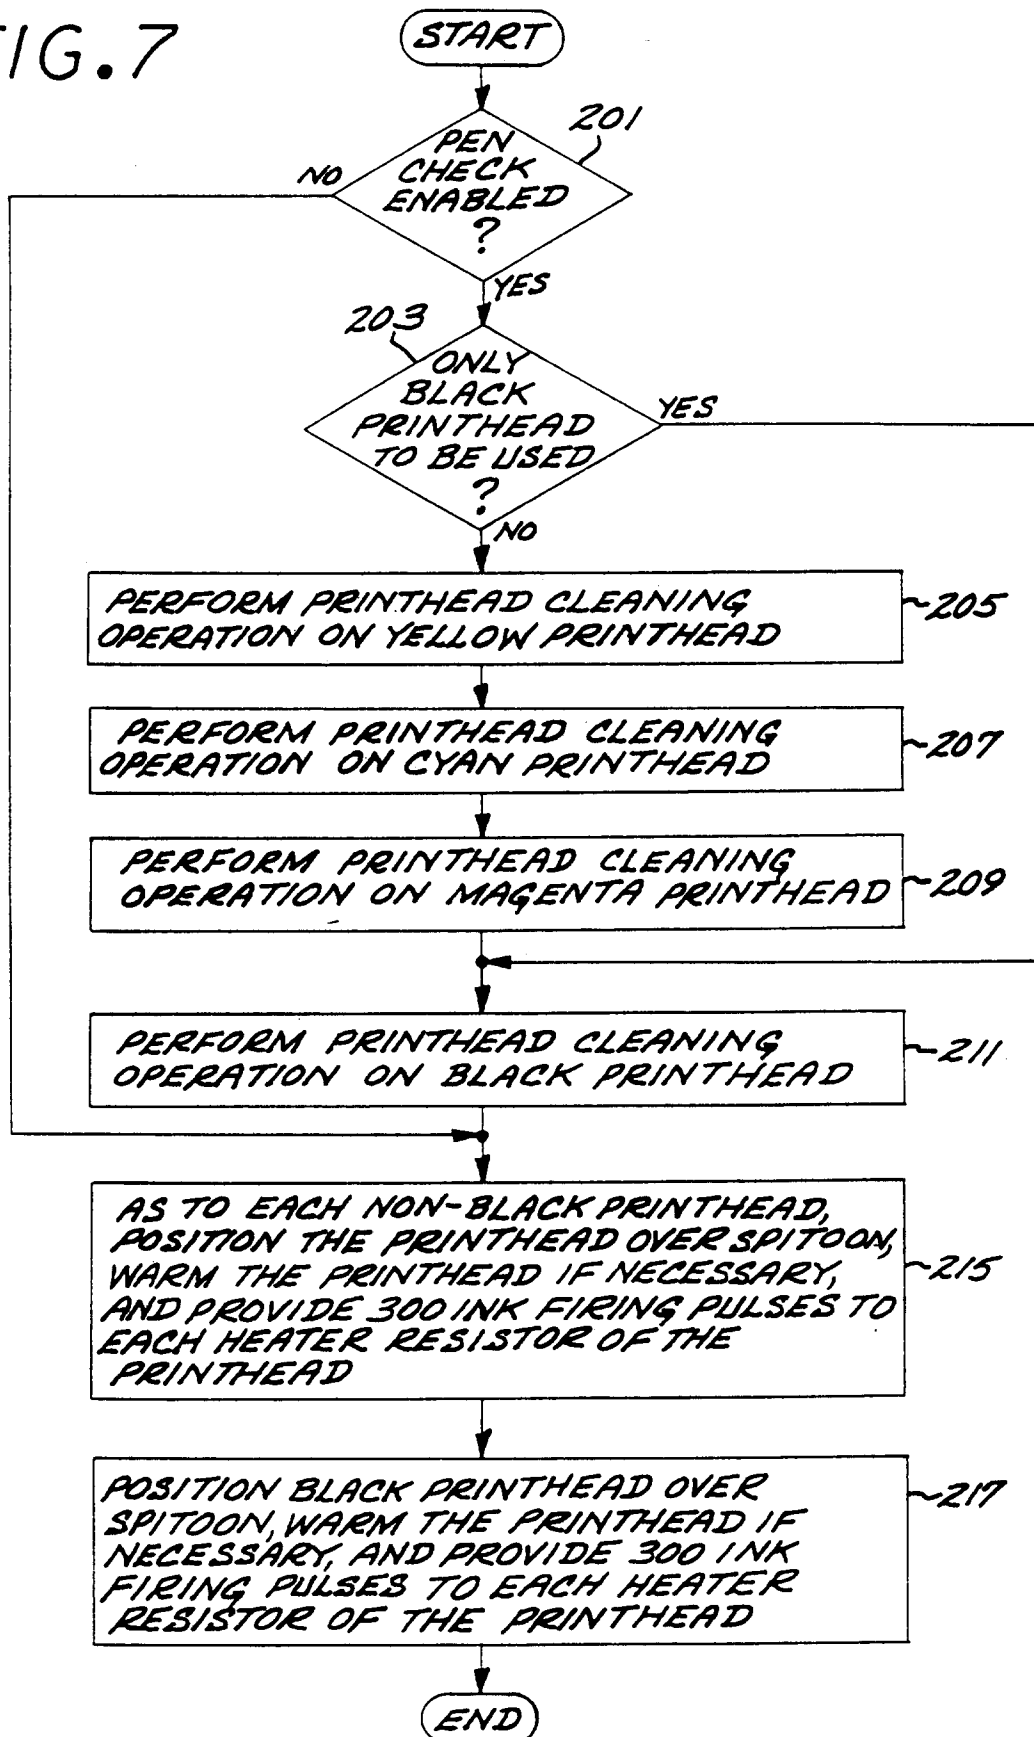 FIG.7
START
201
PEN
CHECK
ENABLED
?
NO
YES
203
ONLY
BLACK
PRINTHEAD
TO BE USED
?
YES
NO
PERFORM PRINTHEAD CLEANING
OPERATION ON YELLOW PRINTHEAD
205
PERFORM PRINTHEAD CLEANING
OPERATION ON CYAN PRINTHEAD
207
PERFORM PRINTHEAD CLEANING
OPERATION ON MAGENTA PRINTHEAD
209
PERFORM PRINTHEAD CLEANING
OPERATION ON BLACK PRINTHEAD
211
AS TO EACH NON-BLACK PRINTHEAD,
POSITION THE PRINTHEAD OVER SPITOON,
WARM THE PRINTHEAD IF NECESSARY,
AND PROVIDE 300 INK FIRING PULSES TO
EACH HEATER RESISTOR OF THE
PRINTHEAD
215
POSITION BLACK PRINTHEAD OVER
SPITOON, WARM THE PRINTHEAD IF
NECESSARY, AND PROVIDE 300 INK
FIRING PULSES TO EACH HEATER
RESISTOR OF THE PRINTHEAD
217
END